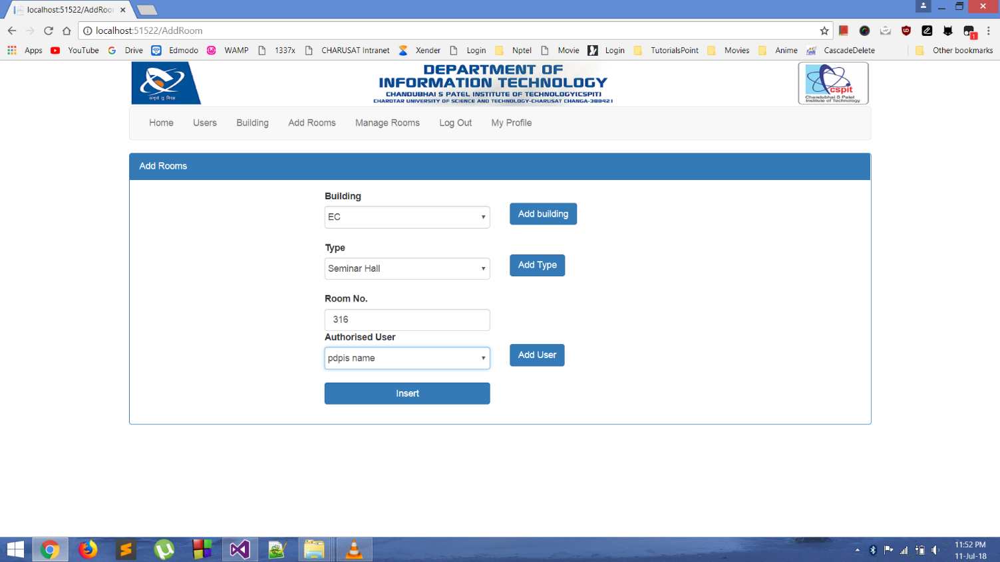 localhost:51522/AddRoo
localhost:51522/AddRoom
Apps YouTube Drive Edmodo WAMP 1337x CHARUSAT Intranet Xender Login Nptel Movie Login TutorialsPoint Movies Anime CascadeDelete Other bookmarks
DEPARTMENT OF
INFORMATION TECHNOLOGY
CHANDUBHAI S PATEL INSTITUTE OF TECHNOLOGY(CSPIT)
CHAROTAR UNIVERSITY OF SCIENCE AND TECHNOLOGY-CHARUSAT CHANGA-388421
cspit
Chandubhai S Patel
Institute of Technology
Home Users Building Add Rooms Manage Rooms Log Out My Profile
Add Rooms
Building
EC Add building
Type
Seminar Hall Add Type
Room No.
316
Authorised User
pdpis name Add User
Insert
1
11:52 PM
11-Jul-18